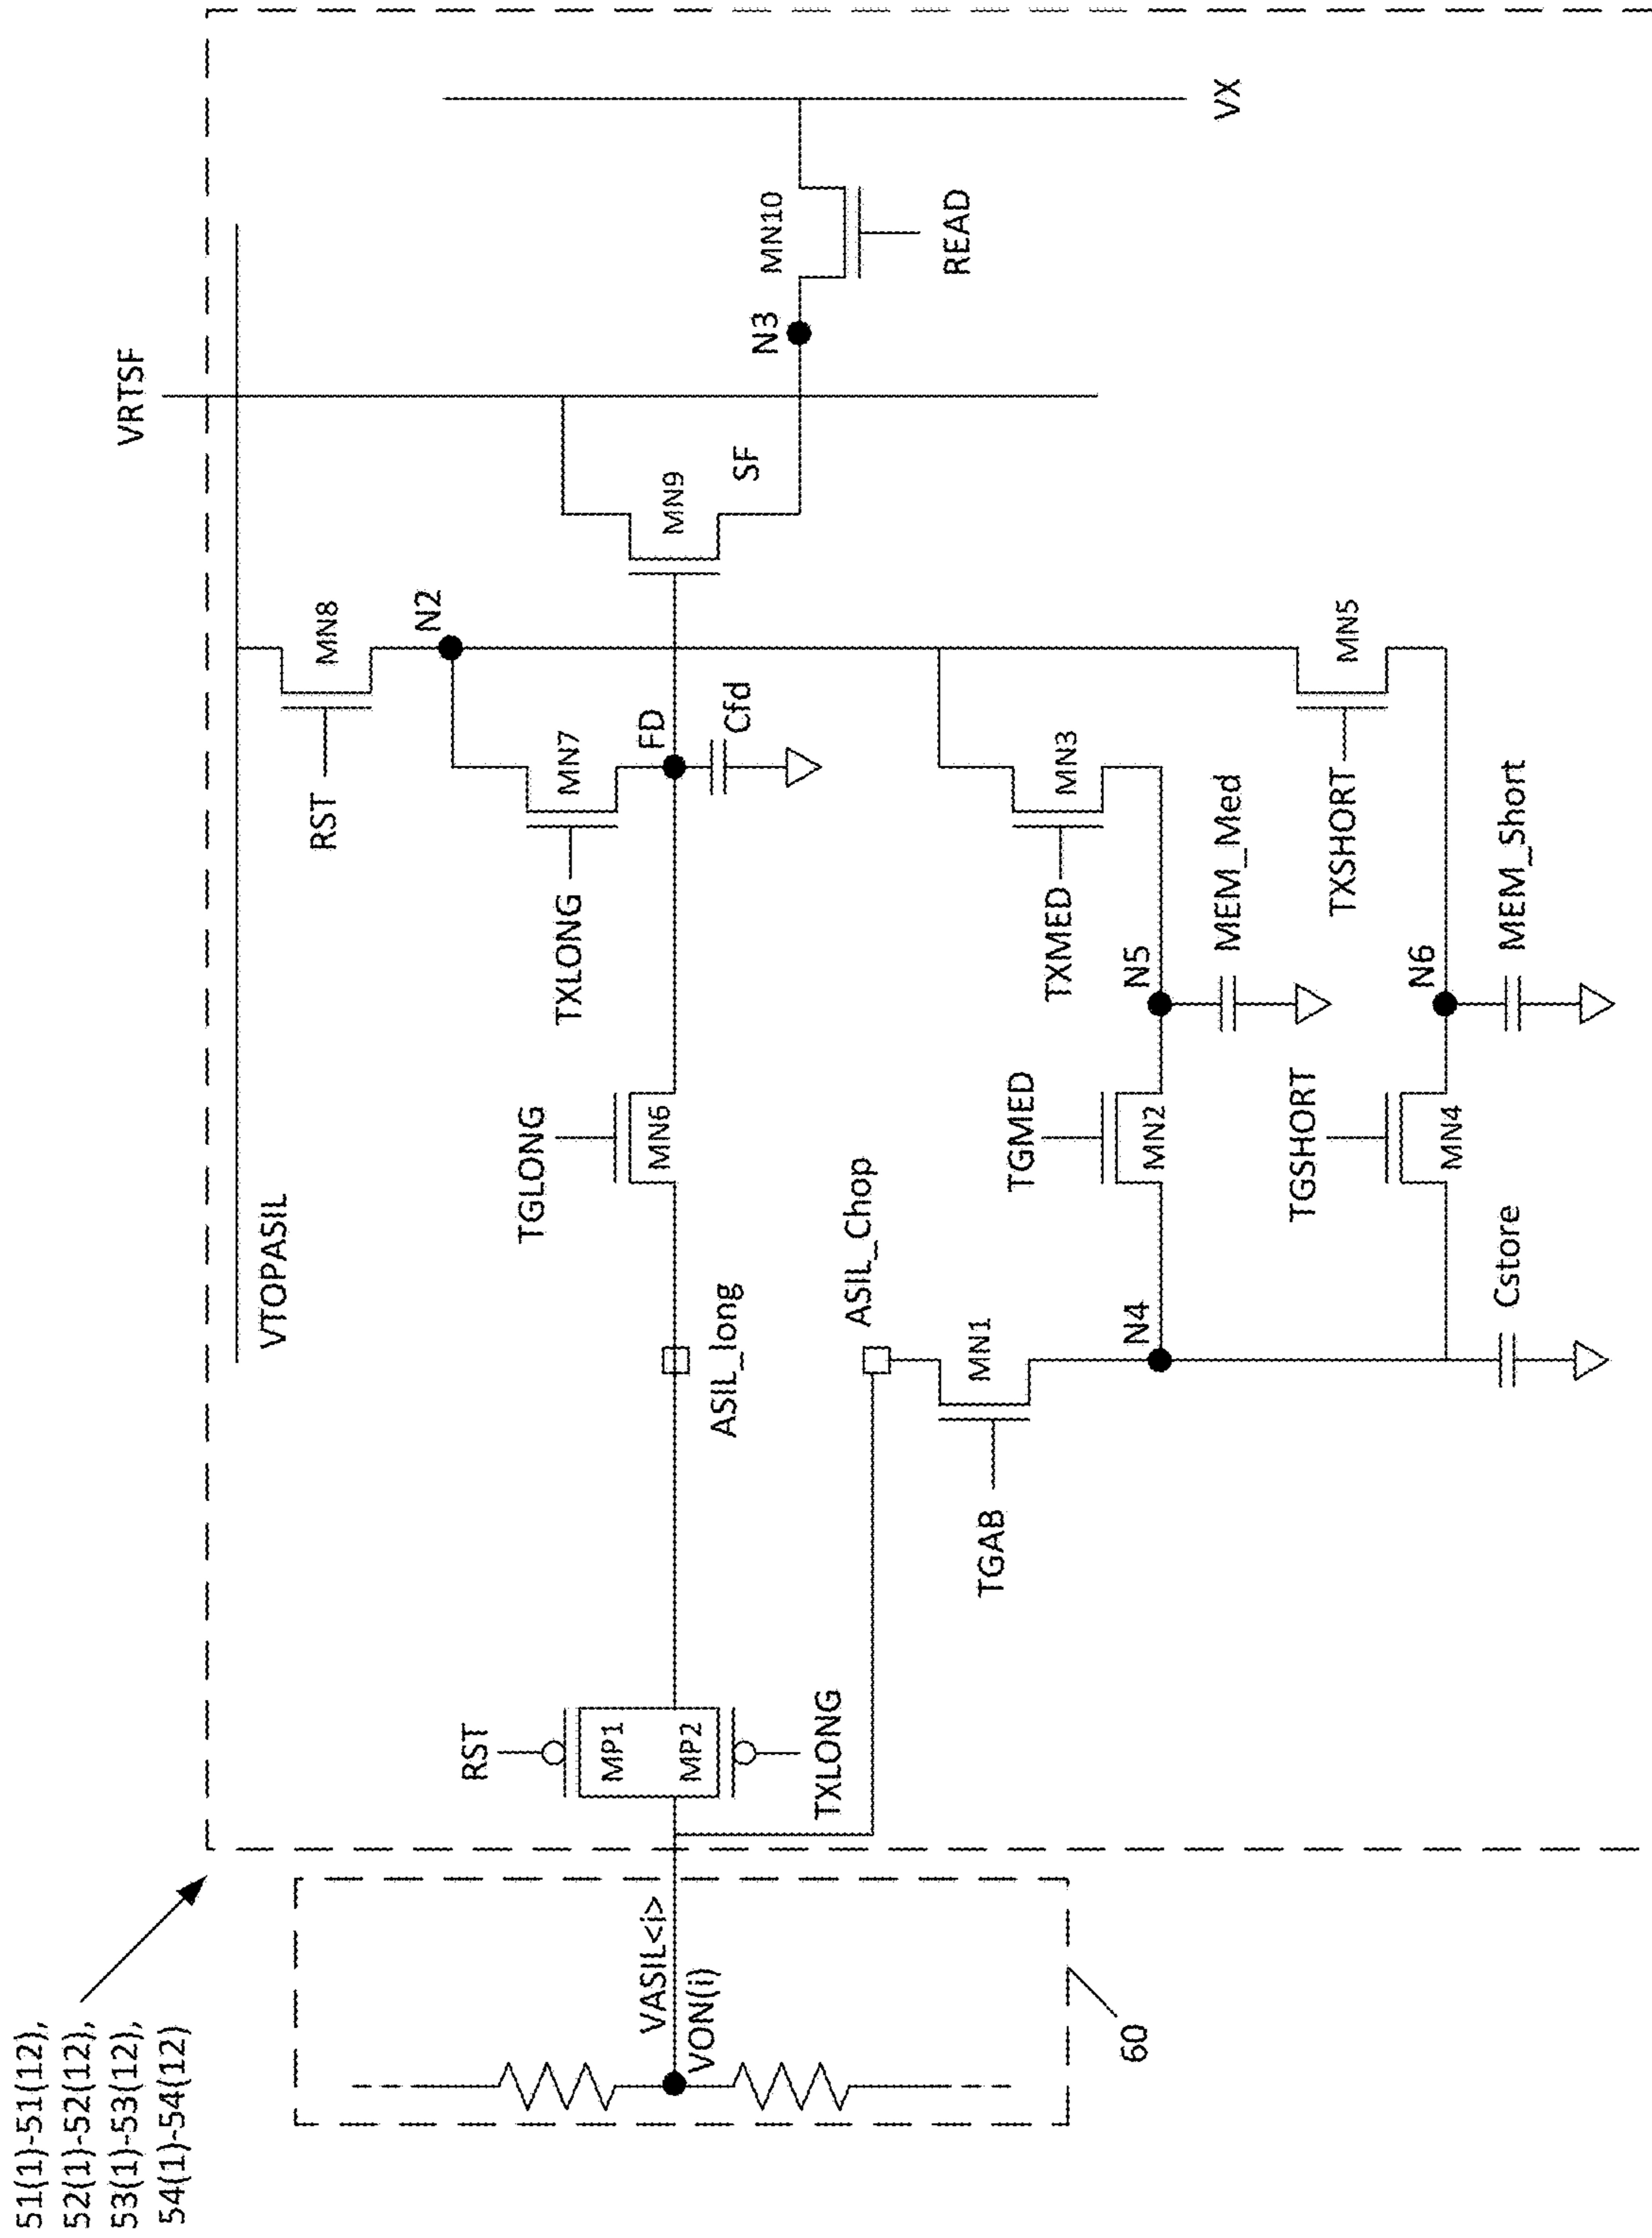 51(1)-51(12),
52(1)-52(12),
53(1)-53(12),
54(1)-54(12)
VRTSF
VTOPASIL
RST
MN8
N2
TXLONG
MN7
FD
Cfd
MN9
SF
N3
MN10
READ
VX
TGLONG
MN6
ASIL_long
RST
MP1
MP2
TXLONG
VASIL<i>
VON(i)
60
ASIL_Chop
TGAB
MN1
N4
TGMED
MN2
N5
MEM_Med
TXMED
MN3
TGSHORT
MN4
N6
MEM_Short
TXSHORT
MN5
Cstore